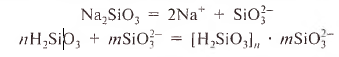 Na₂SiO₃ = 2Na⁺ + SiO₃²⁻
nH₂SiO₃ + mSiO₃²⁻ = [H₂SiO₃]ₙ · mSiO₃²⁻